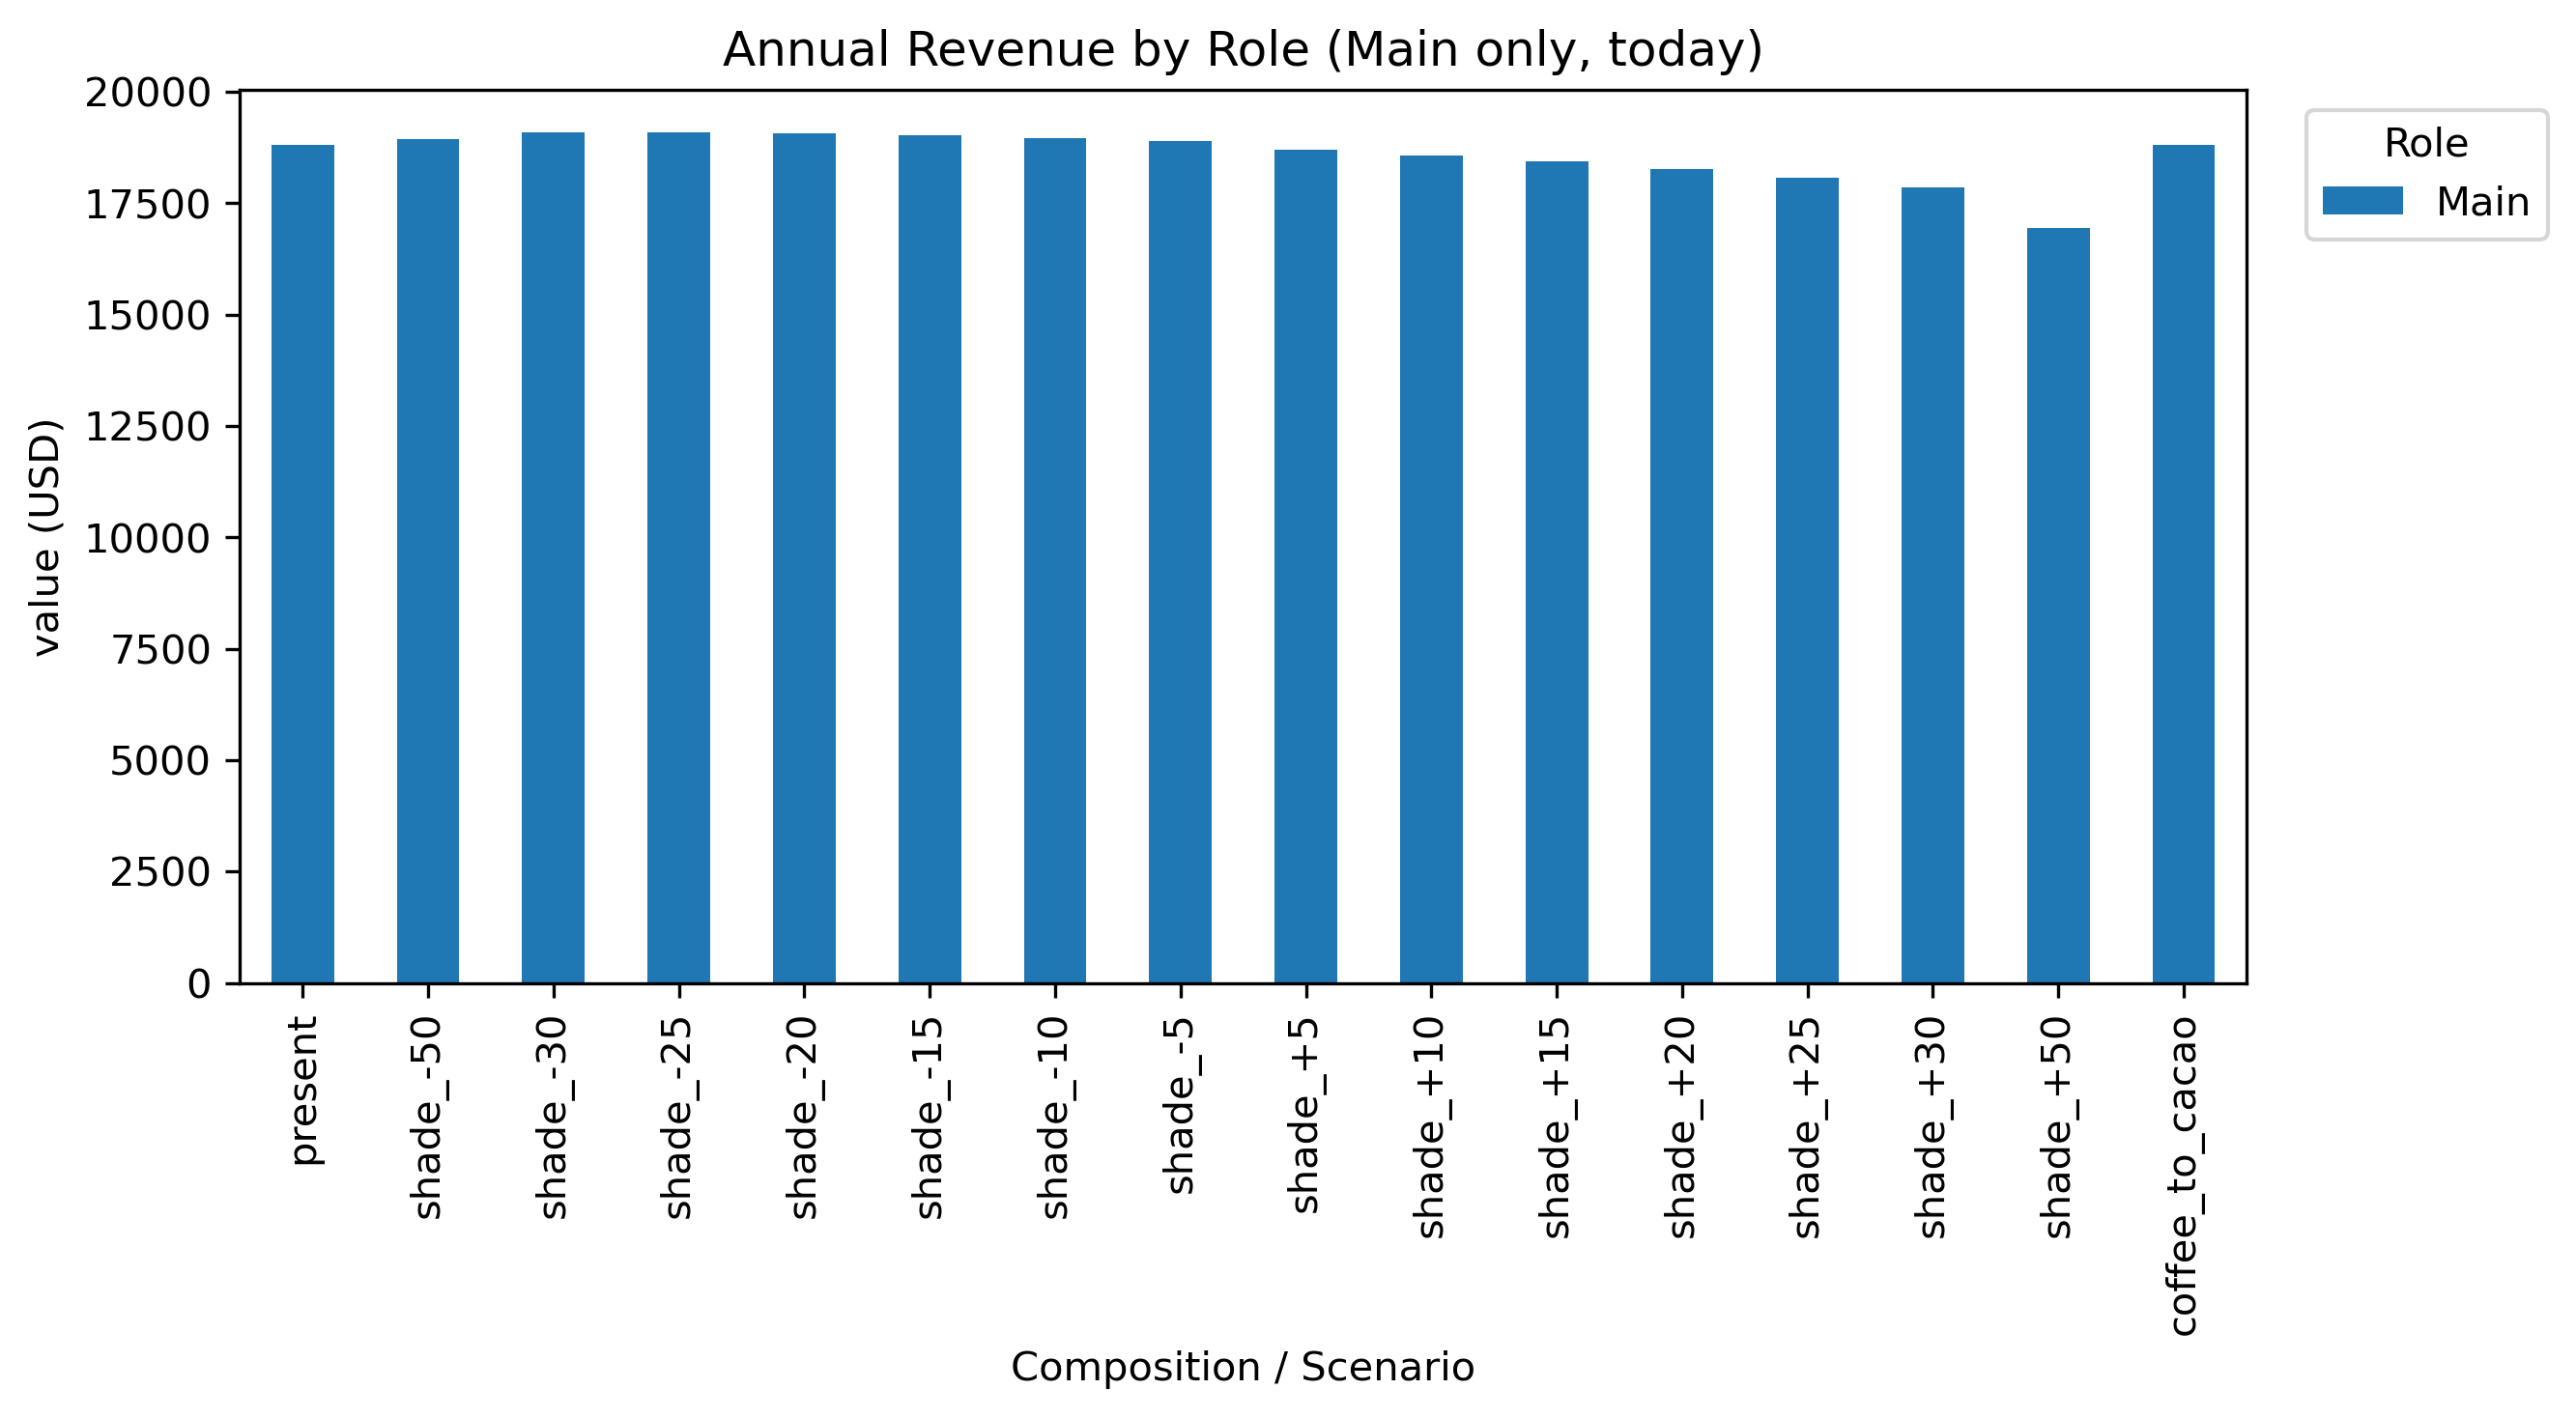 Annual Revenue by Role (Main only, today)
20000
17500
15000
12500
10000
7500
5000
2500
0
value (USD)
Role
Main
present
shade_-50
shade_-30
shade_-25
shade_-20
shade_-15
shade_-10
shade_-5
shade_+5
shade_+10
shade_+15
shade_+20
shade_+25
shade_+30
shade_+50
coffee_to_cacao
Composition / Scenario